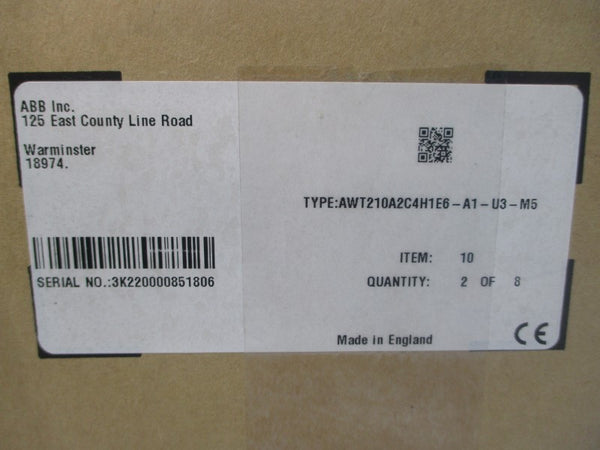 ABB Inc.
125 East County Line Road
Warminster
18974.
TYPE:AWT210A2C4H1E6-A1-U3-M5
ITEM: 10
SERIAL NO.:3K220000851806
QUANTITY: 2 OF 8
Made in England
CE